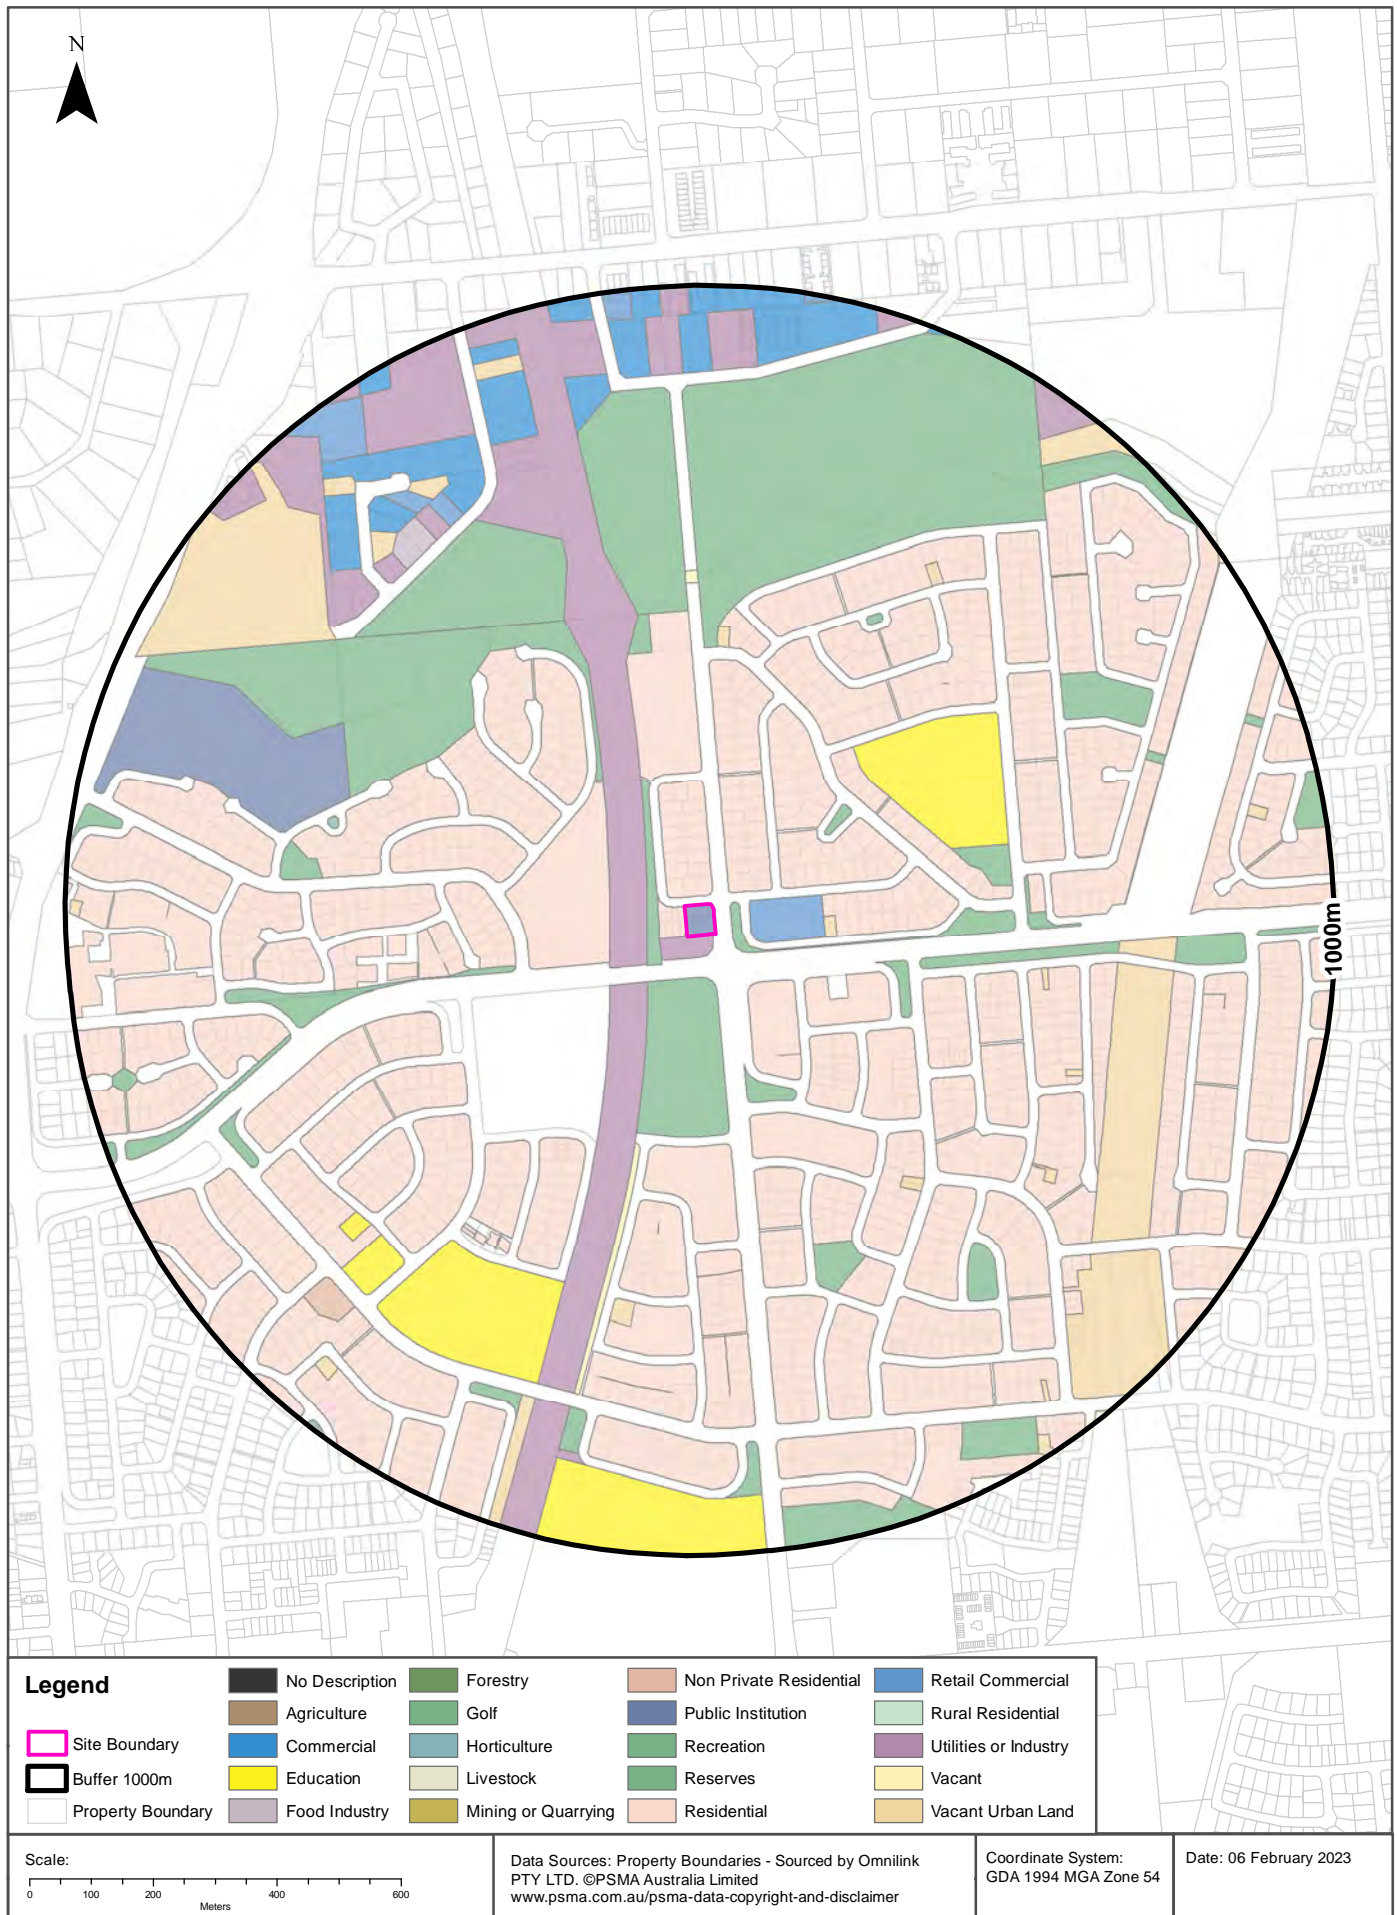 N
1000m
Legend
Site Boundary
Buffer 1000m
Property Boundary
No Description
Agriculture
Commercial
Education
Food Industry
Forestry
Golf
Horticulture
Livestock
Mining or Quarrying
Non Private Residential
Public Institution
Recreation
Reserves
Residential
Retail Commercial
Rural Residential
Utilities or Industry
Vacant
Vacant Urban Land
Scale:
0 100 200 400 600
Meters
Data Sources: Property Boundaries - Sourced by Omnilink
PTY LTD. ©PSMA Australia Limited
www.psma.com.au/psma-data-copyright-and-disclaimer
Coordinate System:
GDA 1994 MGA Zone 54
Date: 06 February 2023